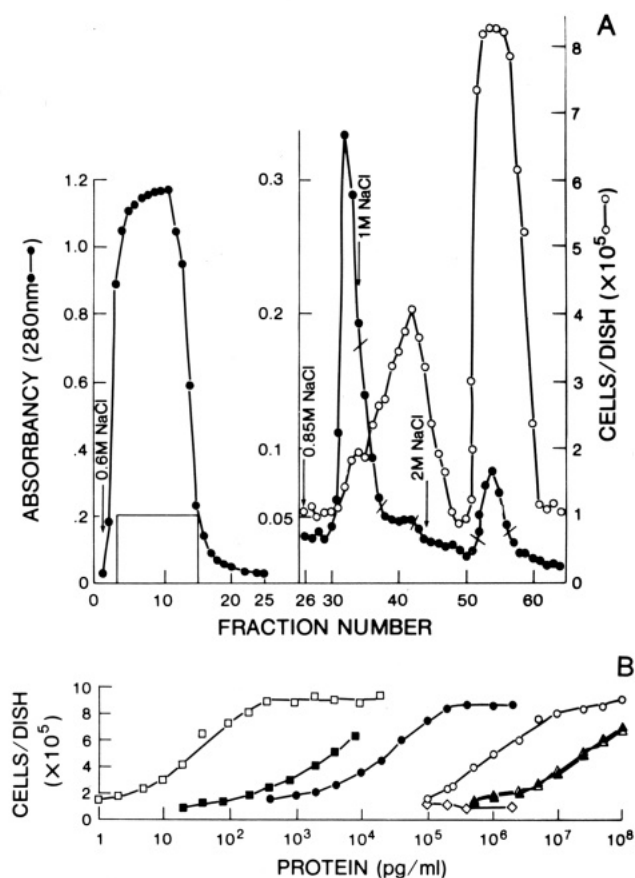 A
ABSORBANCY (280nm●—●)
1.2
1.0
0.8
0.6
0.4
.2
0
0.6M NaCl
0.3
0.2
0.1
0.05
0.85M NaCl
1M NaCl
2M NaCl
8
7
6
5
4
3
2
1
0
CELLS/DISH (×10⁵○—○)
0 10 20 25 26 30 40 50 60
FRACTION NUMBER
B
CELLS/DISH
(×10⁵)
10
8
6
4
2
0
1 10 10² 10³ 10⁴ 10⁵ 10⁶ 10⁷ 10⁸
PROTEIN (pg/ml)